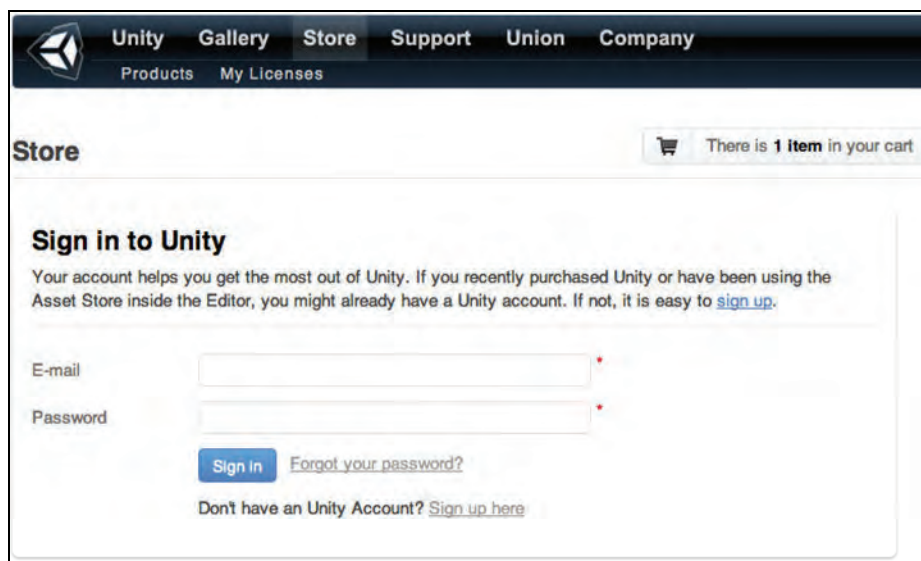 Unity Gallery Store Support Union Company
Products My Licenses
Store
There is 1 item in your cart
Sign in to Unity
Your account helps you get the most out of Unity. If you recently purchased Unity or have been using the
Asset Store inside the Editor, you might already have a Unity account. If not, it is easy to sign up.
E-mail *
Password *
Sign in Forgot your password?
Don't have an Unity Account? Sign up here